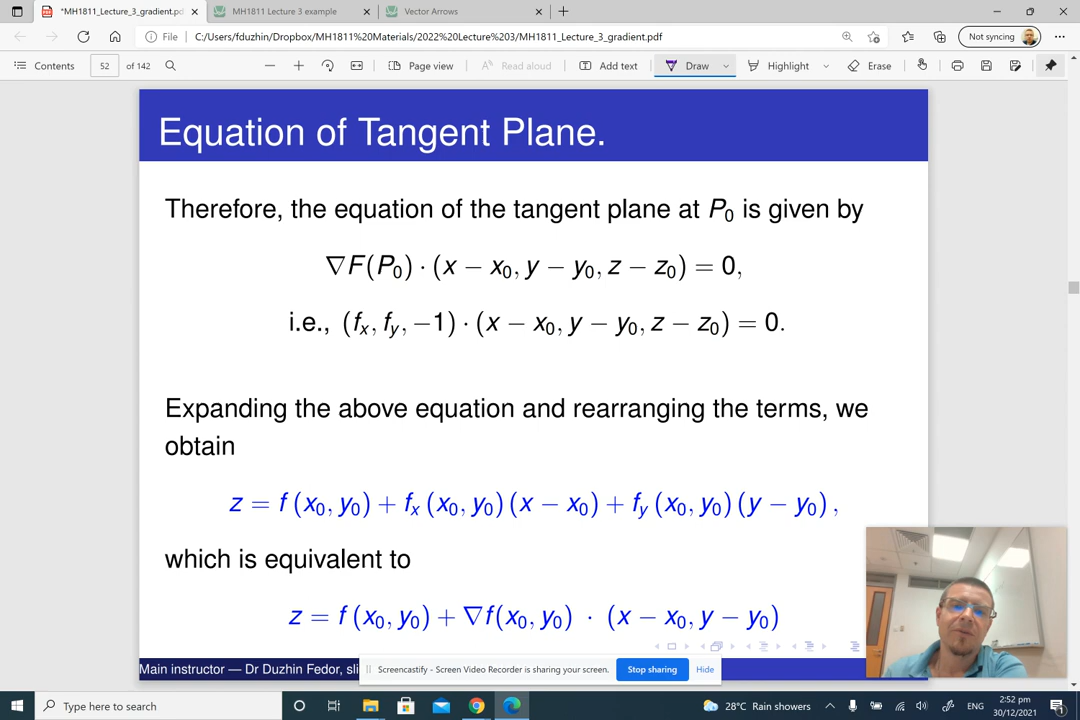 *MH1811_Lecture_3_gradient.pd
MH1811 Lecture 3 example
Vector Arrows
File
C:/Users/fduzhin/Dropbox/MH1811%20Materials/2022%20Lecture%203/MH1811_Lecture_3_gradient.pdf
Not syncing
Contents
52 of 142
Page view
Read aloud
Add text
Draw
Highlight
Erase
Equation of Tangent Plane.
Therefore, the equation of the tangent plane at P₀ is given by
∇F(P₀) · (x − x₀, y − y₀, z − z₀) = 0,
i.e., (fₓ, f_y, −1) · (x − x₀, y − y₀, z − z₀) = 0.
Expanding the above equation and rearranging the terms, we
obtain
z = f (x₀, y₀) + fₓ (x₀, y₀) (x − x₀) + f_y (x₀, y₀) (y − y₀) ,
which is equivalent to
z = f (x₀, y₀) + ∇f(x₀, y₀) · (x − x₀, y − y₀)
Main instructor — Dr Duzhin Fedor, sli
Screencastify - Screen Video Recorder is sharing your screen.
Stop sharing
Hide
Type here to search
28°C Rain showers
ENG
2:52 pm
30/12/2021